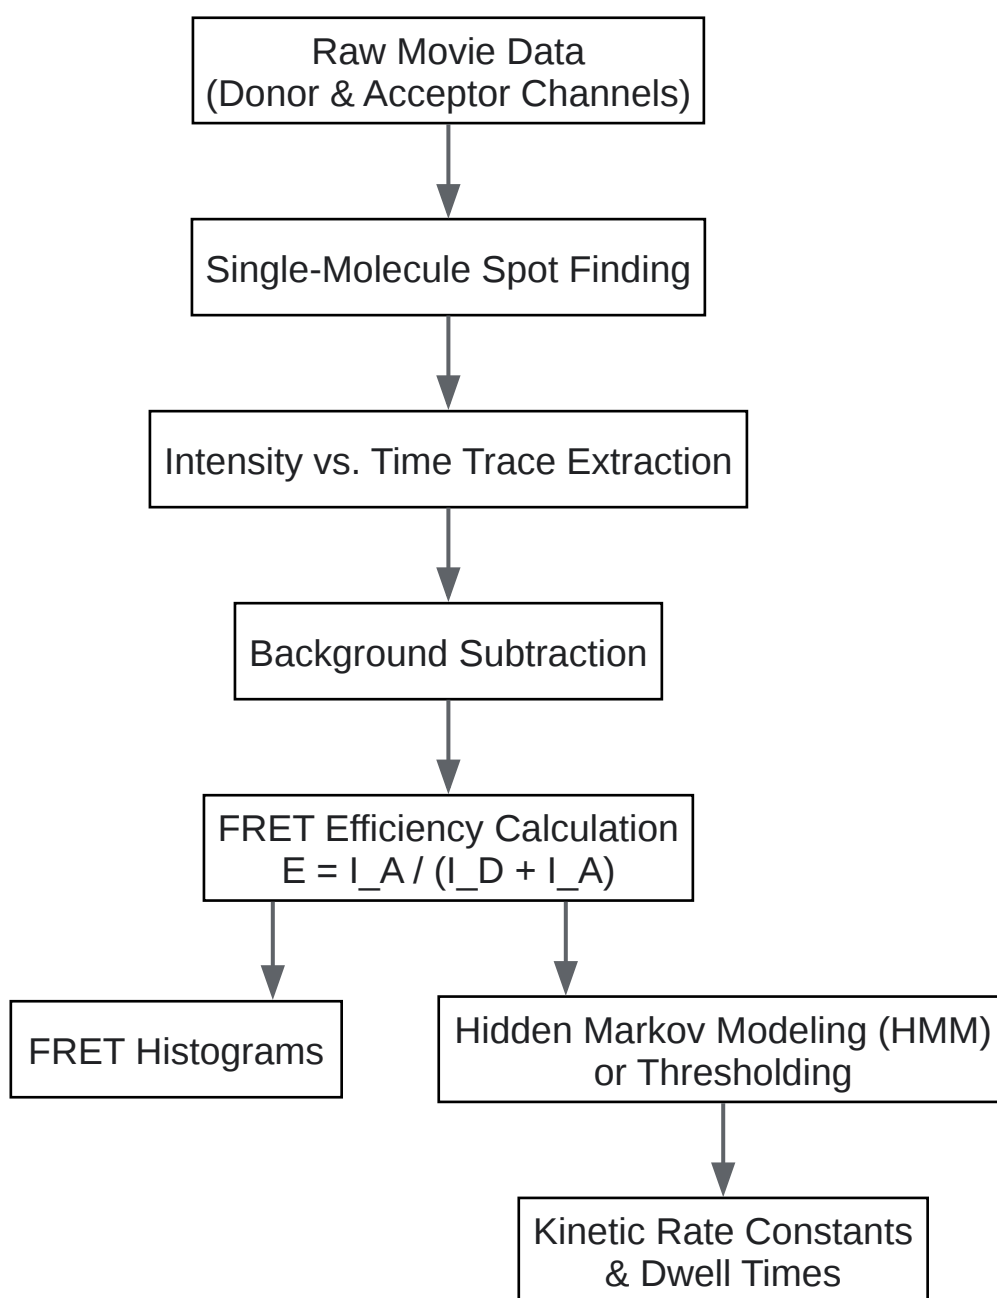 Raw Movie Data
(Donor & Acceptor Channels)
Single-Molecule Spot Finding
Intensity vs. Time Trace Extraction
Background Subtraction
FRET Efficiency Calculation
E = I_A / (I_D + I_A)
FRET Histograms
Hidden Markov Modeling (HMM)
or Thresholding
Kinetic Rate Constants
& Dwell Times